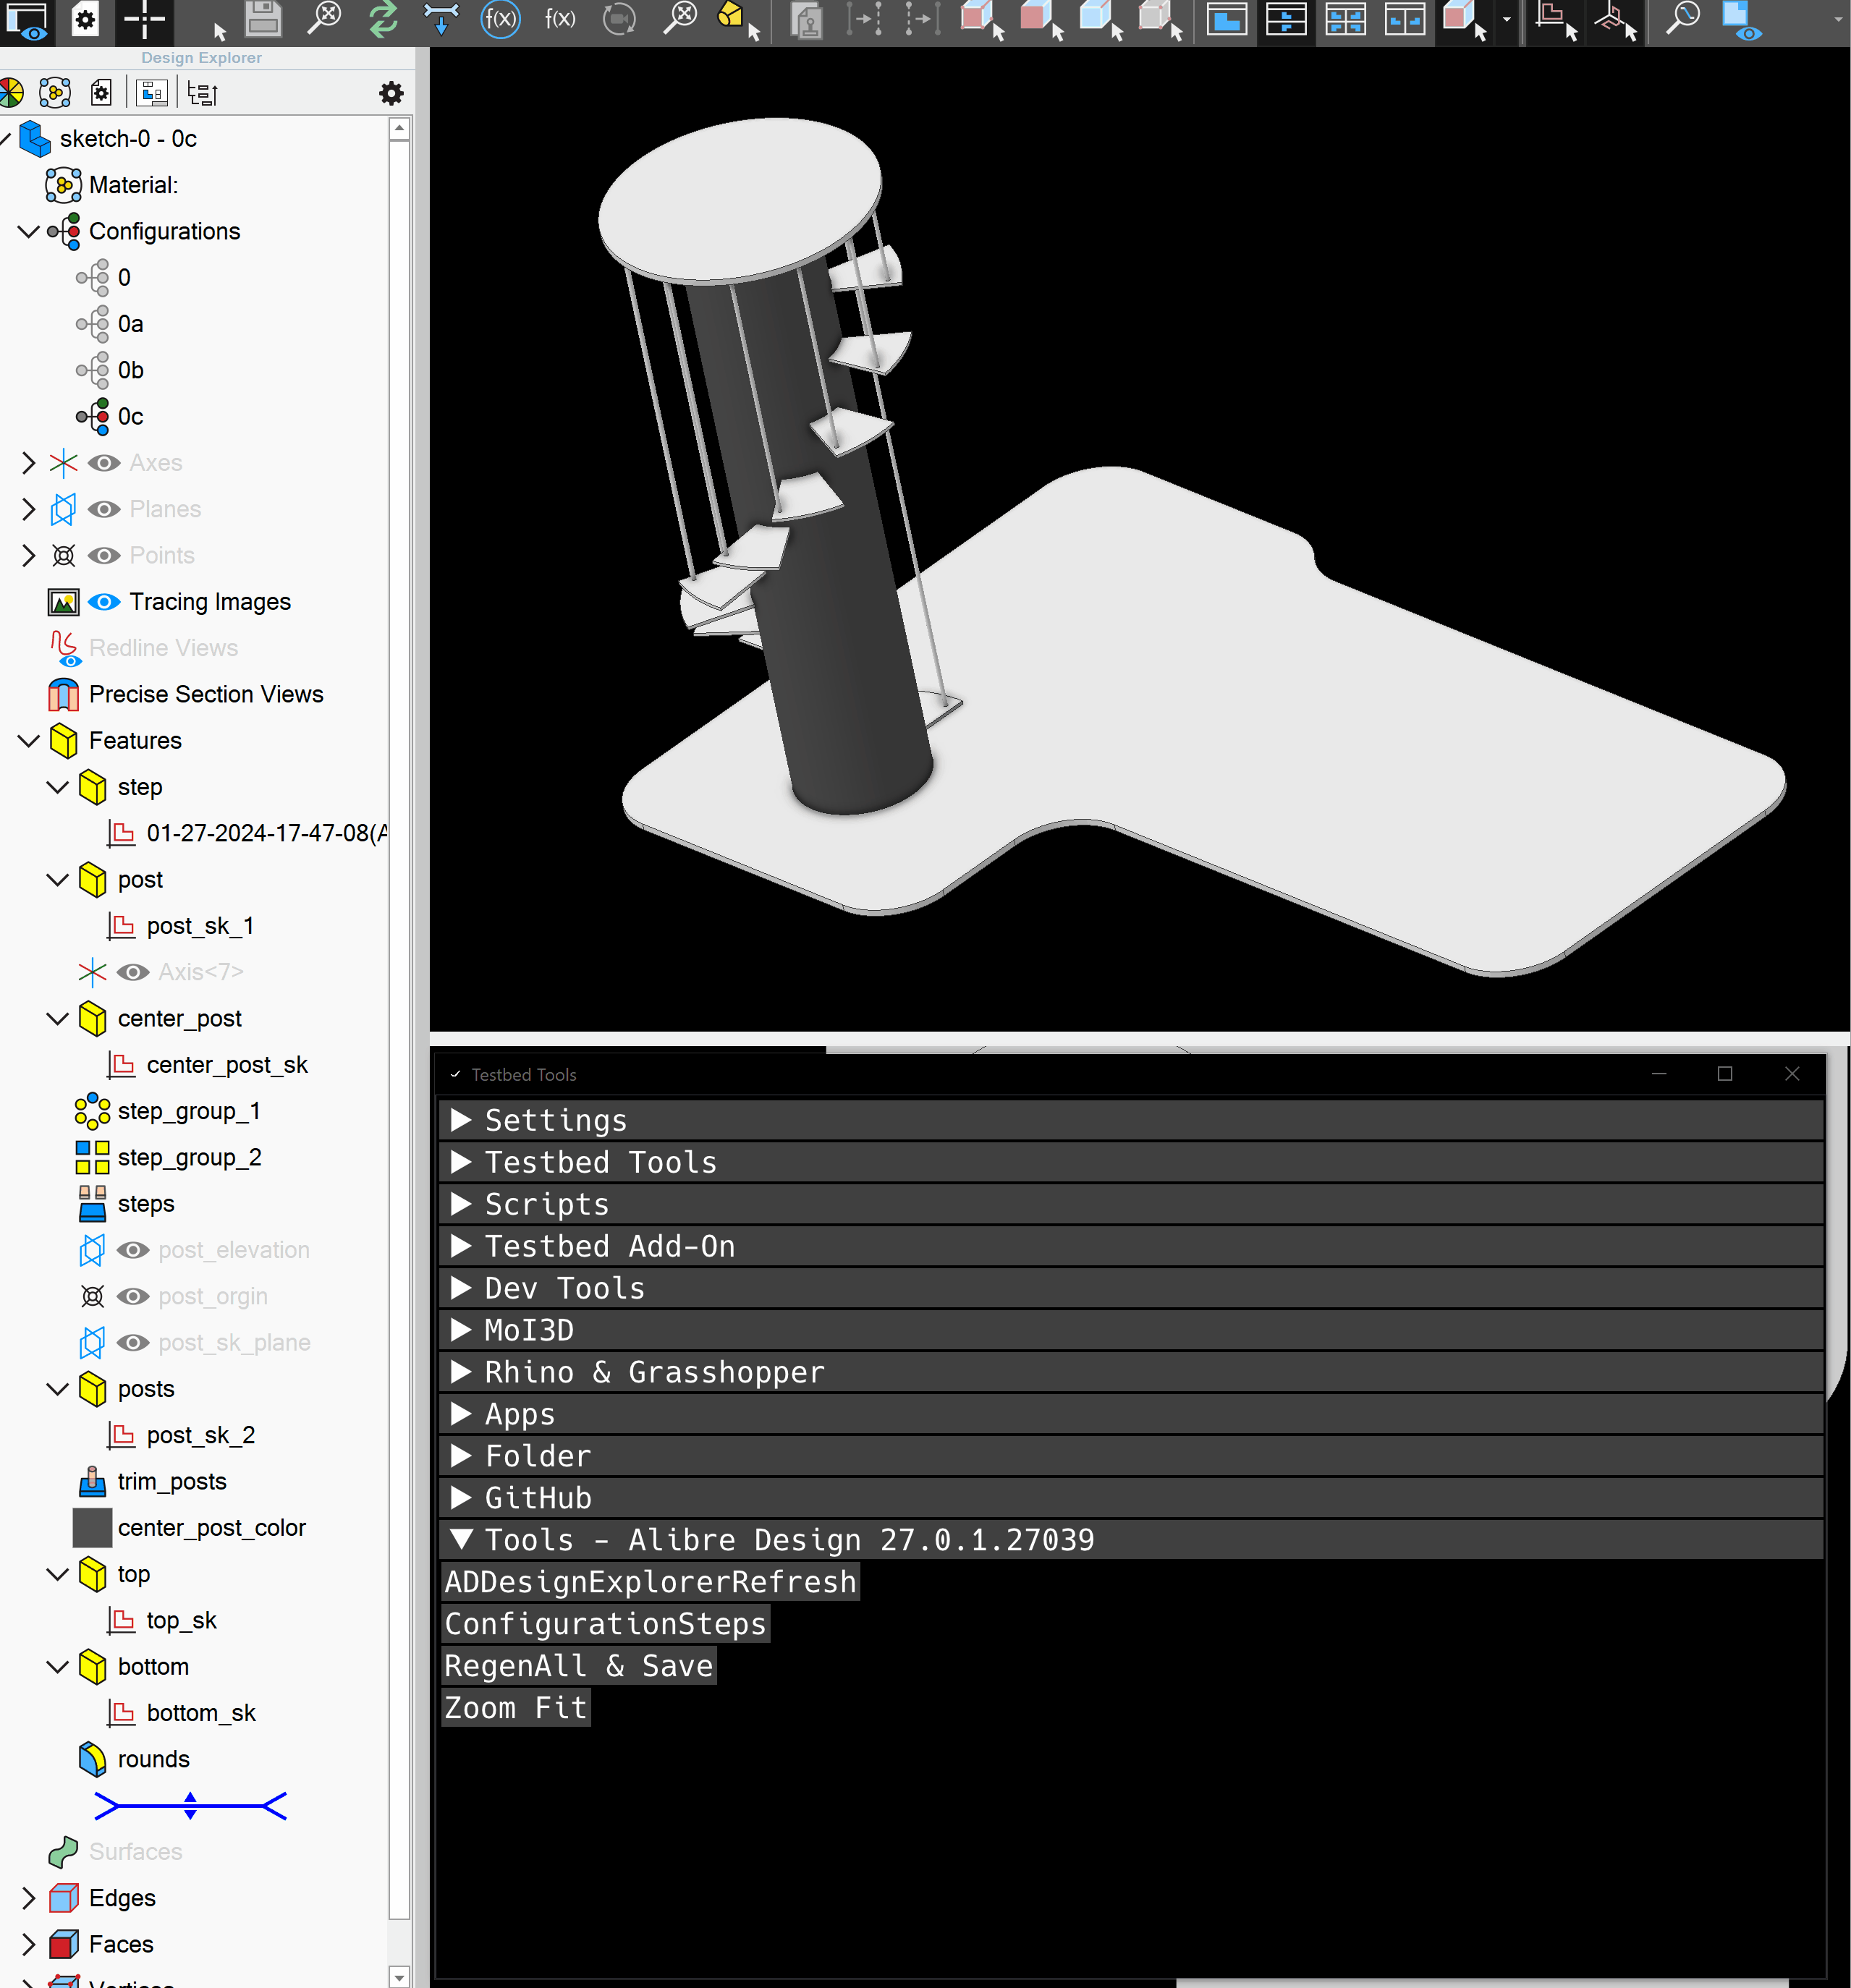 f(x)
f(x)
Design Explorer
sketch-0 - 0c
Material:
Configurations
0
0a
0b
0c
Axes
Planes
Points
Tracing Images
Redline Views
Precise Section Views
Features
step
01-27-2024-17-47-08(A
post
post_sk_1
Axis<7>
center_post
center_post_sk
step_group_1
step_group_2
steps
post_elevation
post_orgin
post_sk_plane
posts
post_sk_2
trim_posts
center_post_color
top
top_sk
bottom
bottom_sk
rounds
Surfaces
Edges
Faces
Testbed Tools
Settings
Testbed Tools
Scripts
Testbed Add-On
Dev Tools
MoI3D
Rhino & Grasshopper
Apps
Folder
GitHub
Tools - Alibre Design 27.0.1.27039
ADDesignExplorerRefresh
ConfigurationSteps
RegenAll & Save
Zoom Fit